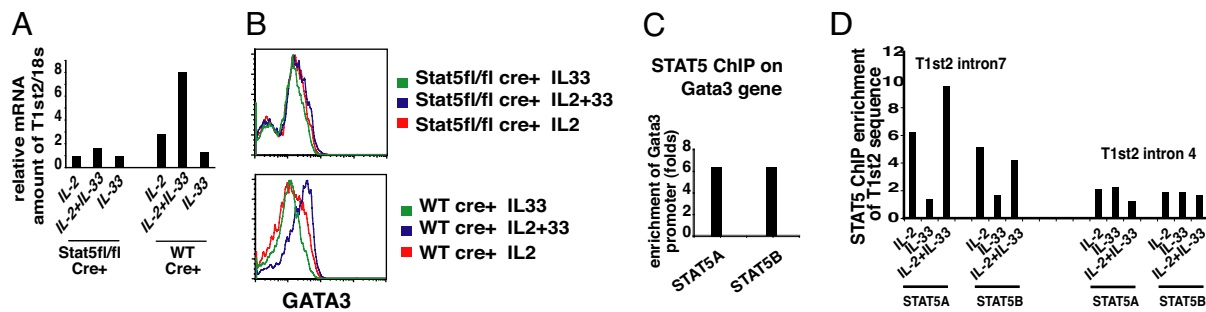 A
relative mRNA
amount of T1st2/18s
8
6
4
2
0
IL-2
IL-2+IL-33
IL-33
IL-2
IL-2+IL-33
IL-33
Stat5fl/fl
Cre+
WT
Cre+
B
Stat5fl/fl cre+ IL33
Stat5fl/fl cre+ IL2+33
Stat5fl/fl cre+ IL2
WT cre+ IL33
WT cre+ IL2+33
WT cre+ IL2
GATA3
C
STAT5 ChIP on
Gata3 gene
enrichment of Gata3
promoter (folds)
8
6
4
2
0
STAT5A
STAT5B
D
STAT5 ChIP enrichment
of T1st2 sequence
12
10
8
6
4
2
0
T1st2 intron7
T1st2 intron 4
IL-2
IL-33
IL-2+IL-33
IL-2
IL-33
IL-2+IL-33
IL-2
IL-33
IL-2+IL-33
IL-2
IL-33
IL-2+IL-33
STAT5A
STAT5B
STAT5A
STAT5B